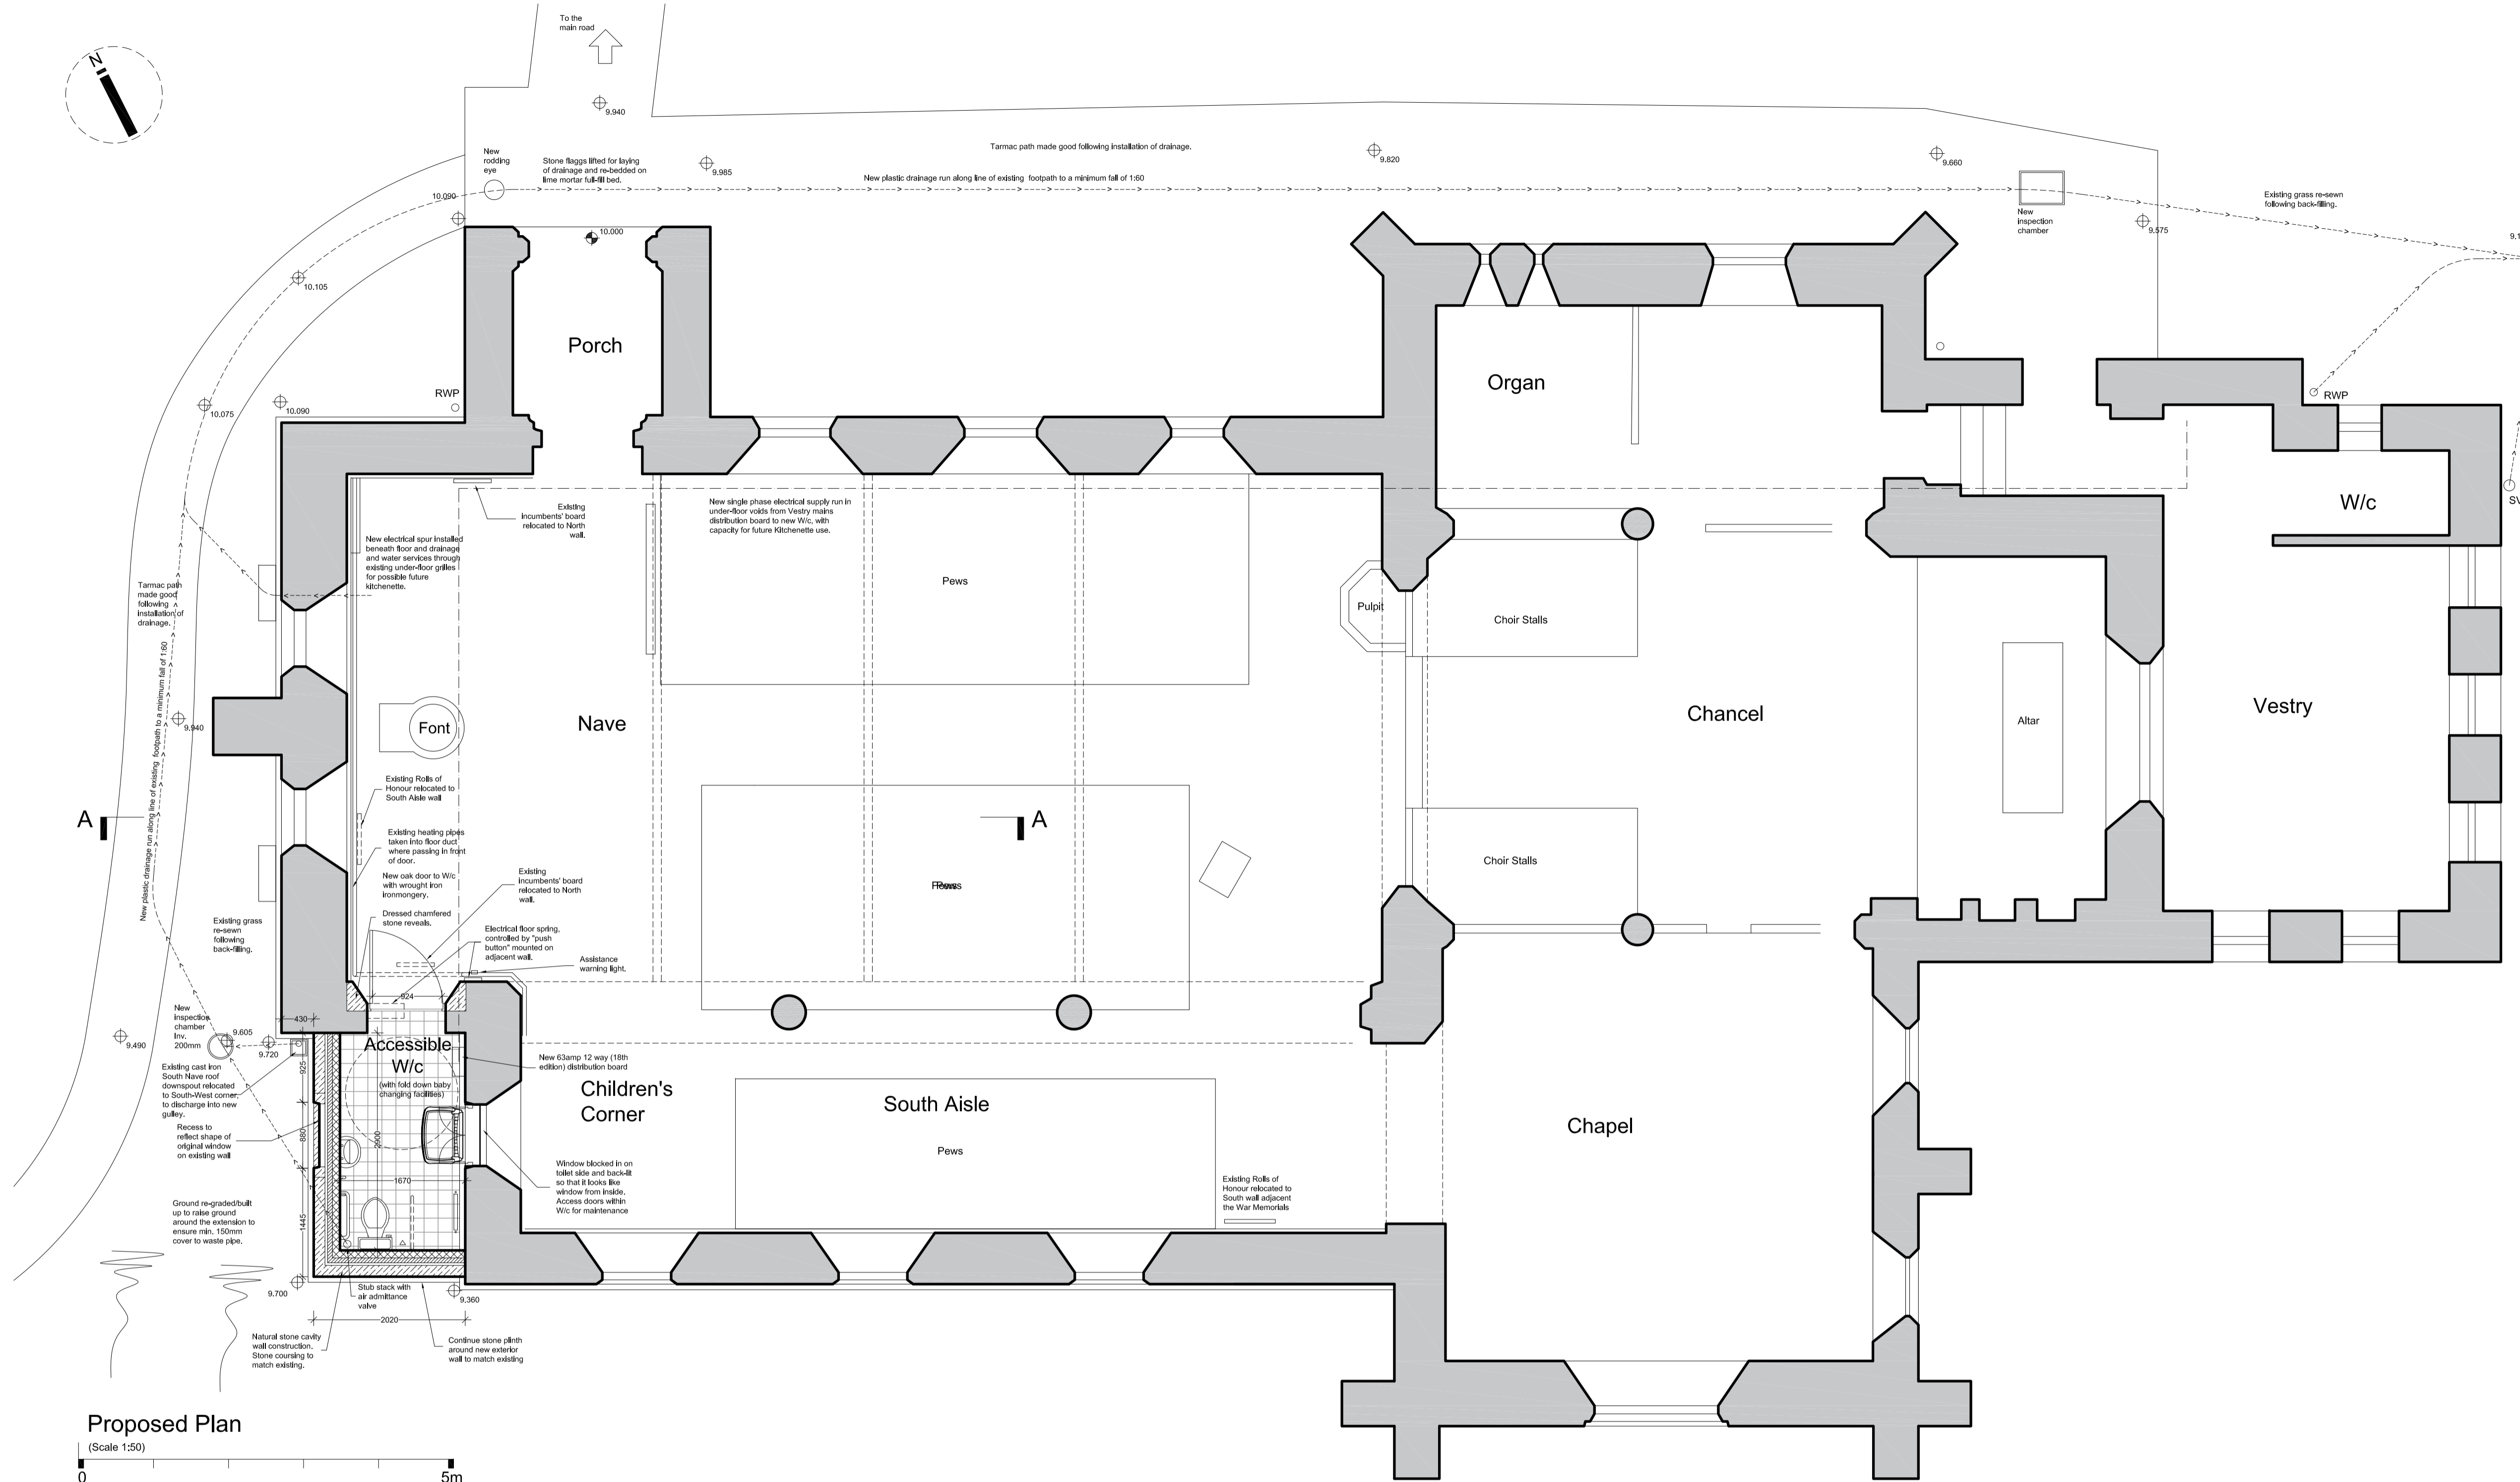 To the
main road
N
9.940
New
rodding
eye
Stone flaggs lifted for laying
of drainage and re-bedded on
lime mortar full-fill bed.
9.985
Tarmac path made good following installation of drainage.
New plastic drainage run along line of existing footpath to a minimum fall of 1:60
9.820
9.660
New
inspection
chamber
Existing grass re-sewn
following back-filling.
9.575
10.090
10.000
10.105
10.075
10.090
RWP
Porch
Organ
RWP
W/c
Existing
incumbents' board
relocated to North
wall.
New single phase electrical supply run in
under-floor voids from Vestry mains
distribution board to new W/c, with
capacity for future Kitchenette use.
New electrical spur installed
beneath floor and drainage
and water services through
existing under-floor grilles
for possible future
kitchenette.
Tarmac path
made good
following
installation of
drainage.
Pews
Pulpit
Choir Stalls
New plastic drainage run along line of existing footpath to a minimum fall of 1:60
9.940
Font
Nave
Chancel
Altar
Vestry
Existing Rolls of
Honour relocated to
South Aisle wall
A
A
Existing heating pipes
taken into floor duct
where passing in front
of door.
New oak door to W/c
with wrought iron
ironmongery.
Existing
incumbents' board
relocated to North
wall.
Pews
Choir Stalls
Dressed chamfered
stone reveals.
Existing grass
re-sewn
following
back-filling.
Electrical floor spring,
controlled by "push
button" mounted on
adjacent wall.
Assistance
warning light.
924
430
New
inspection
chamber
Inv.
200mm
9.490
9.605
9.720
Accessible
W/c
(with fold down baby
changing facilities)
New 63amp 12 way (18th
edition) distribution board
Existing cast iron
South Nave roof
downspout relocated
to South-West corner,
to discharge into new
gulley.
925
Children's
Corner
South Aisle
Pews
Chapel
Recess to
reflect shape of
original window
on existing wall
880
2900
1670
Window blocked in on
toilet side and back-lit
so that it looks like
window from inside.
Access doors within
W/c for maintenance
Existing Rolls of
Honour relocated to
South wall adjacent
the War Memorials
Ground re-graded/built
up to raise ground
around the extension to
ensure min. 150mm
cover to waste pipe.
1445
9.700
Stub stack with
air admittance
valve
9.360
2020
Natural stone cavity
wall construction.
Stone coursing to
match existing.
Continue stone plinth
around new exterior
wall to match existing
Proposed Plan
(Scale 1:50)
0
5m